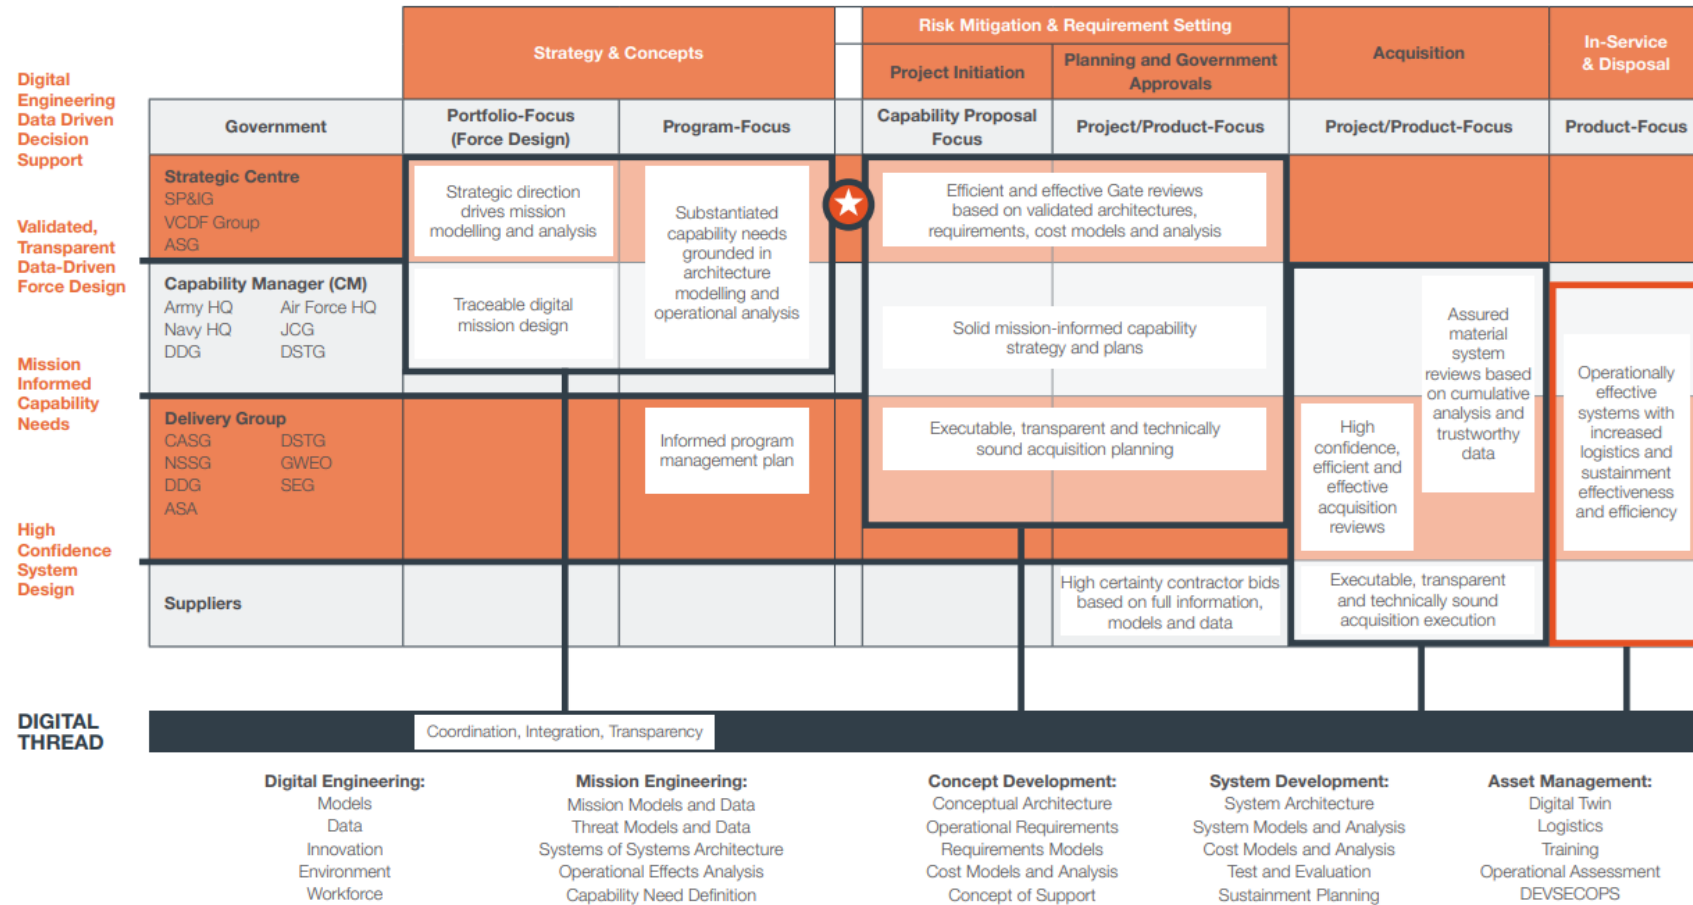 Risk Mitigation & Requirement Setting
Strategy & Concepts
Acquisition
In-Service
& Disposal
Project Initiation
Planning and Government
Approvals
Government
Portfolio-Focus
(Force Design)
Program-Focus
Capability Proposal
Focus
Project/Product-Focus
Project/Product-Focus
Product-Focus
Digital
Engineering
Data Driven
Decision
Support
Validated,
Transparent
Data-Driven
Force Design
Mission
Informed
Capability
Needs
High
Confidence
System
Design
Strategic Centre
SP&IG
VCDF Group
ASG
Strategic direction
drives mission
modelling and analysis
Substantiated
capability needs
grounded in
architecture
modelling and
operational analysis
Efficient and effective Gate reviews
based on validated architectures,
requirements, cost models and analysis
Capability Manager (CM)
Army HQ Air Force HQ
Navy HQ JCG
DDG DSTG
Traceable digital
mission design
Solid mission-informed capability
strategy and plans
Assured
material
system
reviews based
on cumulative
analysis and
trustworthy
data
Operationally
effective
systems with
increased
logistics and
sustainment
effectiveness
and efficiency
Delivery Group
CASG DSTG
NSSG GWEO
DDG SEG
ASA
Informed program
management plan
Executable, transparent and technically
sound acquisition planning
High
confidence,
efficient and
effective
acquisition
reviews
Suppliers
High certainty contractor bids
based on full information,
models and data
Executable, transparent
and technically sound
acquisition execution
DIGITAL
THREAD
Coordination, Integration, Transparency
Digital Engineering:
Models
Data
Innovation
Environment
Workforce
Mission Engineering:
Mission Models and Data
Threat Models and Data
Systems of Systems Architecture
Operational Effects Analysis
Capability Need Definition
Concept Development:
Conceptual Architecture
Operational Requirements
Requirements Models
Cost Models and Analysis
Concept of Support
System Development:
System Architecture
System Models and Analysis
Cost Models and Analysis
Test and Evaluation
Sustainment Planning
Asset Management:
Digital Twin
Logistics
Training
Operational Assessment
DEVSECOPS